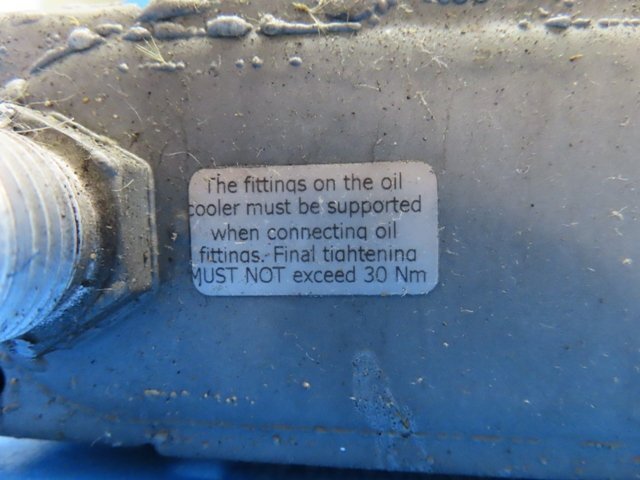 The fittings on the oil
cooler must be supported
when connecting oil
fittings. Final tightening
MUST NOT exceed 30 Nm